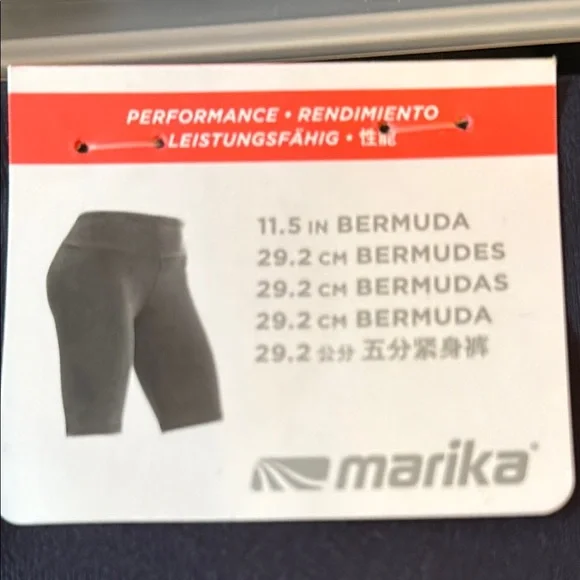 PERFORMANCE • RENDIMIENTO
LEISTUNGSFÄHIG • 性能
11.5 IN BERMUDA
29.2 CM BERMUDES
29.2 CM BERMUDAS
29.2 CM BERMUDA
29.2 公分 五分紧身裤
marika®